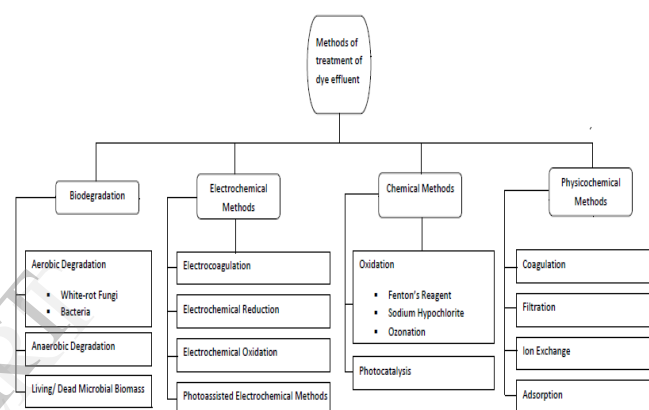 Methods of
treatment of
dye effluent
Biodegradation
Electrochemical
Methods
Chemical Methods
Physicochemical
Methods
Aerobic Degradation
▪ White-rot Fungi
▪ Bacteria
Anaerobic Degradation
Living/ Dead Microbial Biomass
Electrocoagulation
Electrochemical Reduction
Electrochemical Oxidation
Photoassisted Electrochemical Methods
Oxidation
▪ Fenton's Reagent
▪ Sodium Hypochlorite
▪ Ozonation
Photocatalysis
Coagulation
Filtration
Ion Exchange
Adsorption